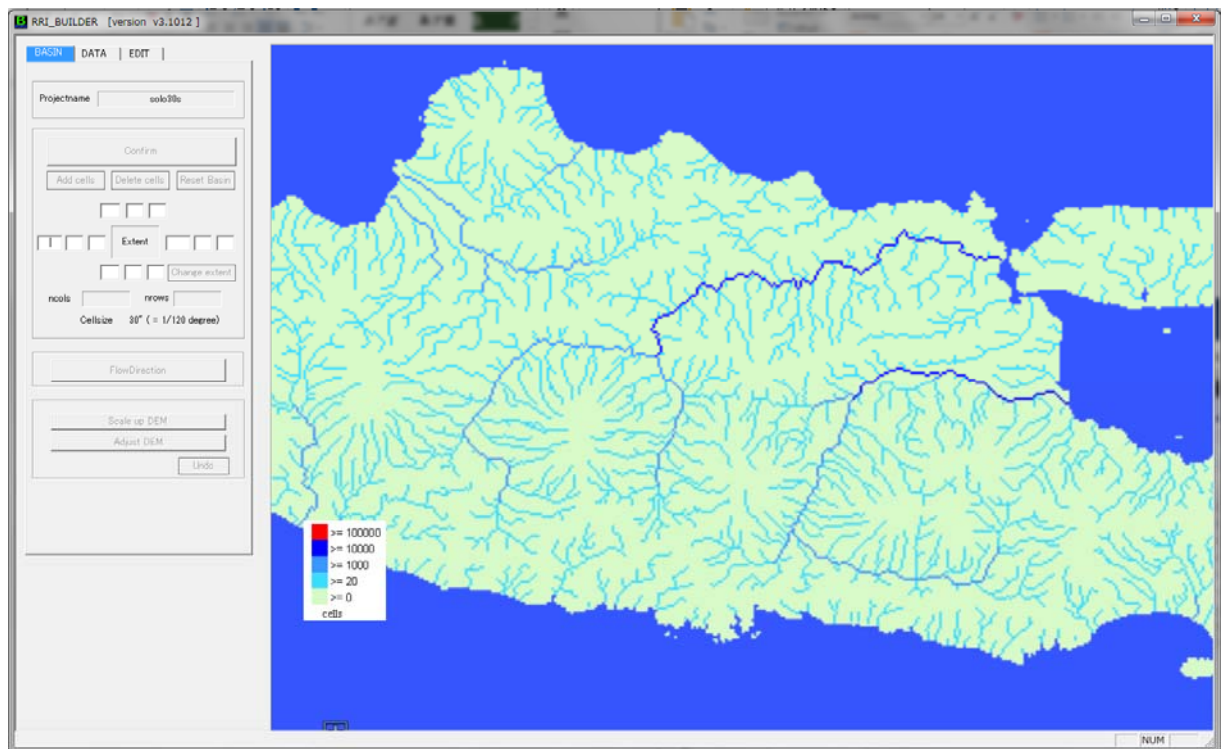 RRI_BUILDER [version v3.1012 ]
BASIN DATA | EDIT |
Projectname solo30s
Confirm
Add cells Delete cells Reset Basin
Extent
Change extent
ncols nrows
Cellsize 30" ( = 1/120 degree)
FlowDirection
Scale up DEM
Adjust DEM
Undo
>= 100000
>= 10000
>= 1000
>= 20
>= 0
cells
NUM